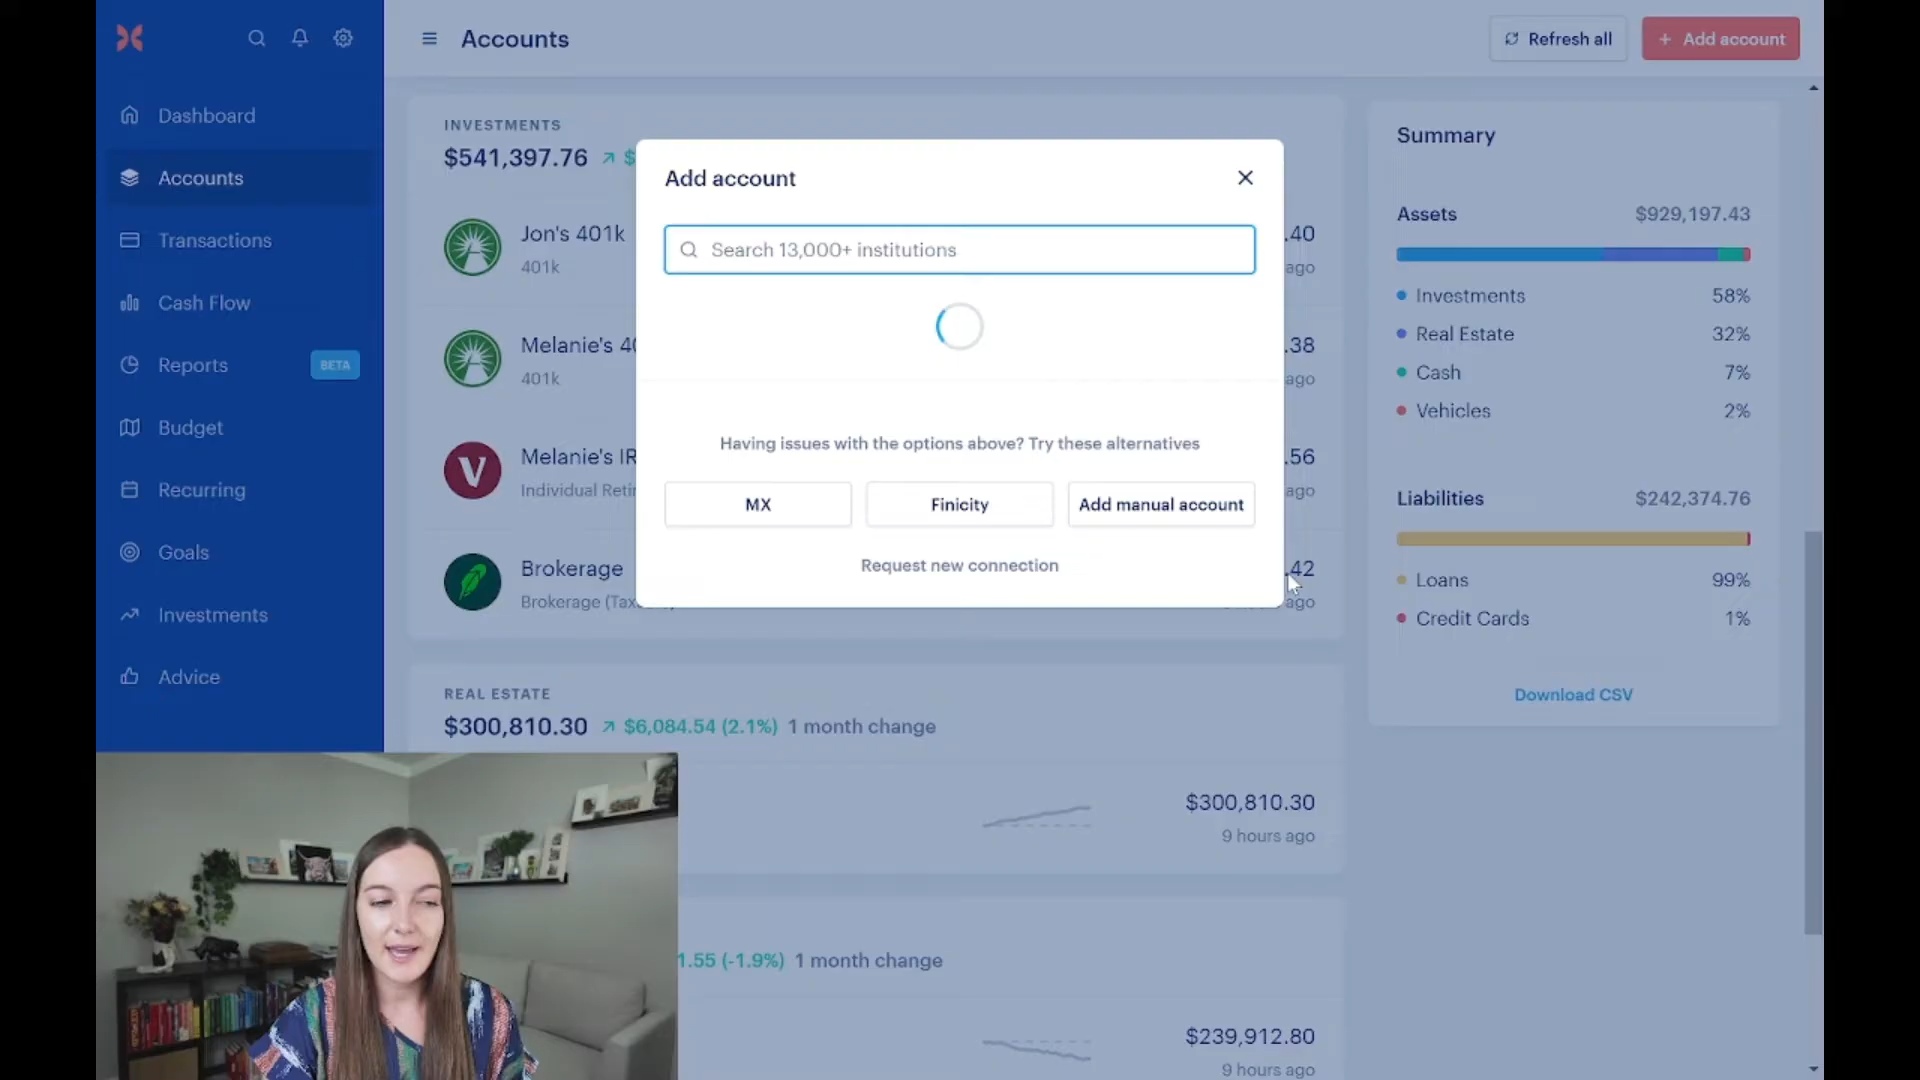 Dashboard
Accounts
Transactions
Cash Flow
Reports
BETA
Budget
Recurring
Goals
Investments
Advice
Accounts
Refresh all
+ Add account
INVESTMENTS
$541,397.76 $
Jon's 401k
401k
.40
ago
Melanie's 40
401k
.38
ago
V
Melanie's IR
Individual Reti
.56
ago
Brokerage
Brokerage (Tax
.42
ago
Add account
Search 13,000+ institutions
Having issues with the options above? Try these alternatives
MX
Finicity
Add manual account
Request new connection
REAL ESTATE
$300,810.30 $6,084.54 (2.1%) 1 month change
$300,810.30
9 hours ago
1.55 (-1.9%) 1 month change
$239,912.80
9 hours ago
Summary
Assets $929,197.43
Investments 58%
Real Estate 32%
Cash 7%
Vehicles 2%
Liabilities $242,374.76
Loans 99%
Credit Cards 1%
Download CSV